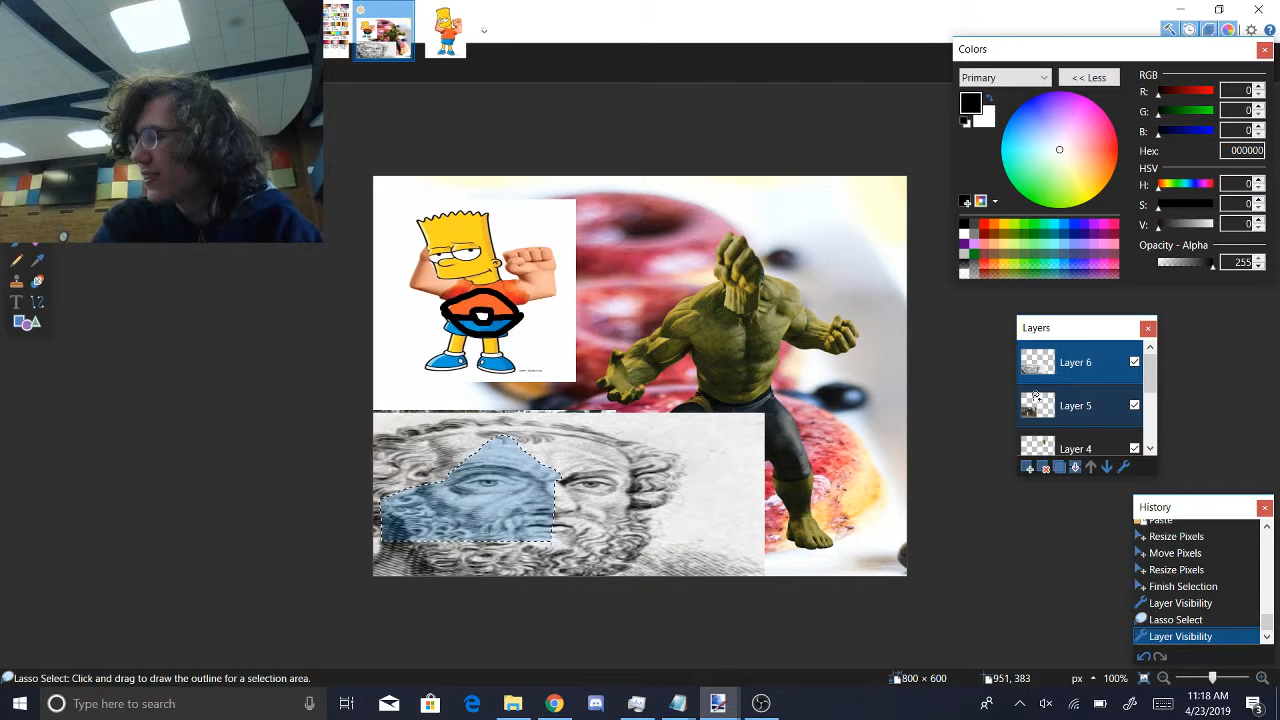 Colors
Primary
<< Less
RGB
R: 0
G: 0
B: 0
Hex: 000000
HSV
H: 0
S: 0
V: 0
Opacity - Alpha
255
Layers
Layer 6
Layer 5
Layer 4
History
Paste
Resize Pixels
Move Pixels
Resize Pixels
Finish Selection
Layer Visibility
Lasso Select
Layer Visibility
Lasso Select: Click and drag to draw the outline for a selection area.
800 × 600
951, 383
px
100%
Type here to search
11:18 AM
4/23/2019